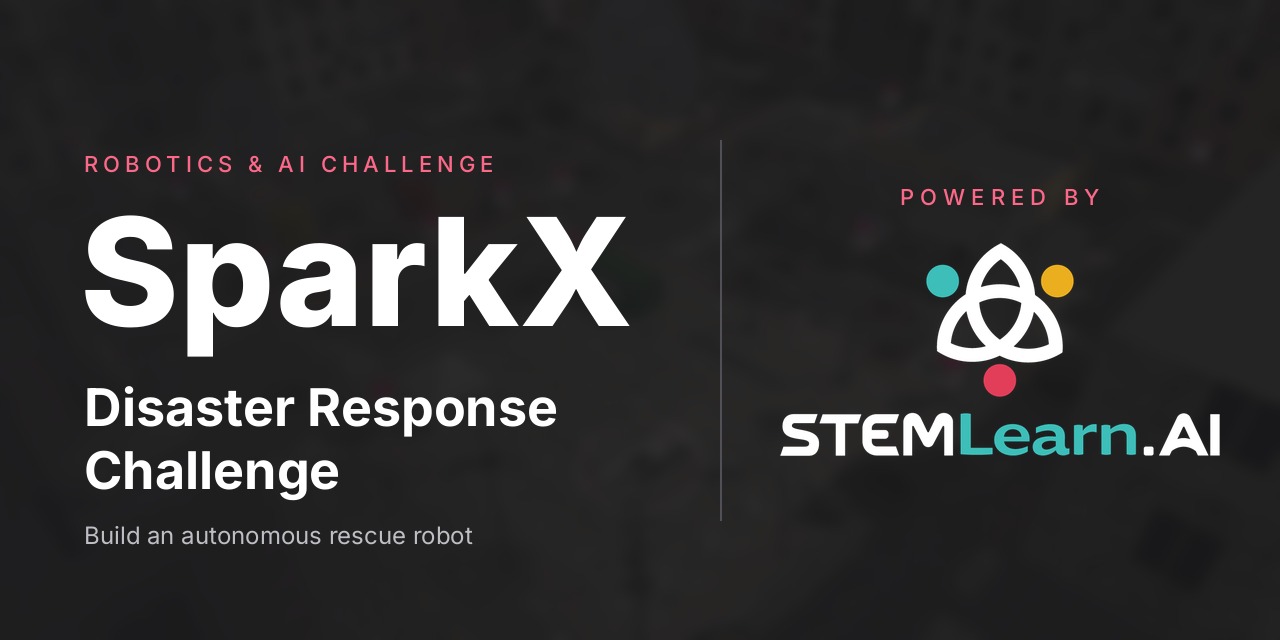 ROBOTICS & AI CHALLENGE
SparkX
Disaster Response
Challenge
Build an autonomous rescue robot
POWERED BY
STEMLearn.AI